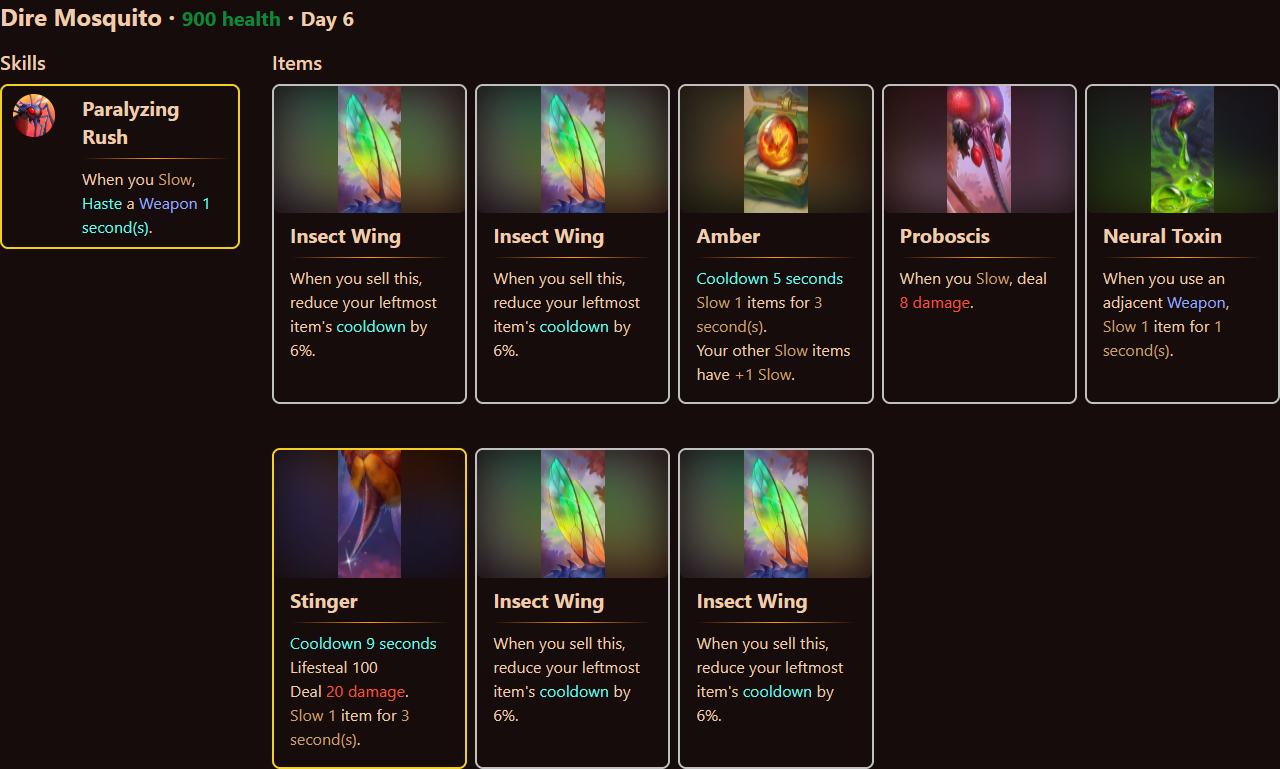 Dire Mosquito · 900 health · Day 6
Skills
Items
Paralyzing
Rush
When you Slow,
Haste a Weapon 1
second(s).
Insect Wing
When you sell this,
reduce your leftmost
item's cooldown by
6%.
Insect Wing
When you sell this,
reduce your leftmost
item's cooldown by
6%.
Amber
Cooldown 5 seconds
Slow 1 items for 3
second(s).
Your other Slow items
have +1 Slow.
Proboscis
When you Slow, deal
8 damage.
Neural Toxin
When you use an
adjacent Weapon,
Slow 1 item for 1
second(s).
Stinger
Cooldown 9 seconds
Lifesteal 100
Deal 20 damage.
Slow 1 item for 3
second(s).
Insect Wing
When you sell this,
reduce your leftmost
item's cooldown by
6%.
Insect Wing
When you sell this,
reduce your leftmost
item's cooldown by
6%.